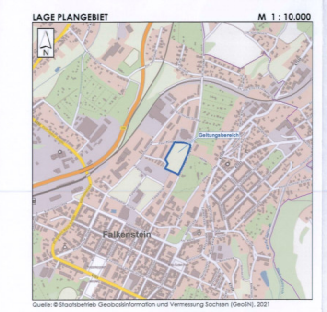 LAGE PLANGEBIET M 1 : 10.000
N
Geltungsbereich
Falkenstein
Quelle: ©Staatsbetrieb Geobasisinformation und Vermessung Sachsen (GeoSN), 2021